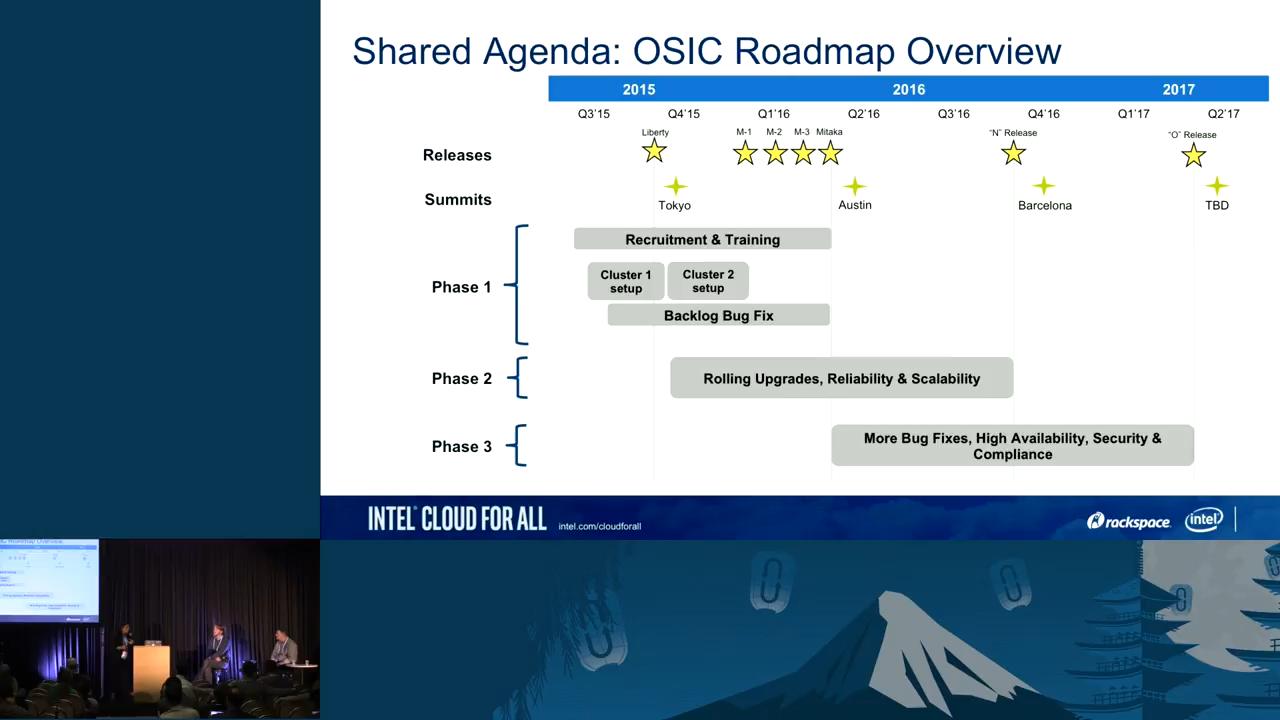 Shared Agenda: OSIC Roadmap Overview
2015 2016 2017
Q3'15 Q4'15 Q1'16 Q2'16 Q3'16 Q4'16 Q1'17 Q2'17
Liberty M-1 M-2 M-3 Mitaka "N" Release "O" Release
Releases
Summits
Tokyo Austin Barcelona TBD
Phase 1
Recruitment & Training
Cluster 1
setup
Cluster 2
setup
Backlog Bug Fix
Phase 2
Rolling Upgrades, Reliability & Scalability
Phase 3
More Bug Fixes, High Availability, Security &
Compliance
INTEL® CLOUD FOR ALL intel.com/cloudforall
rackspace intel